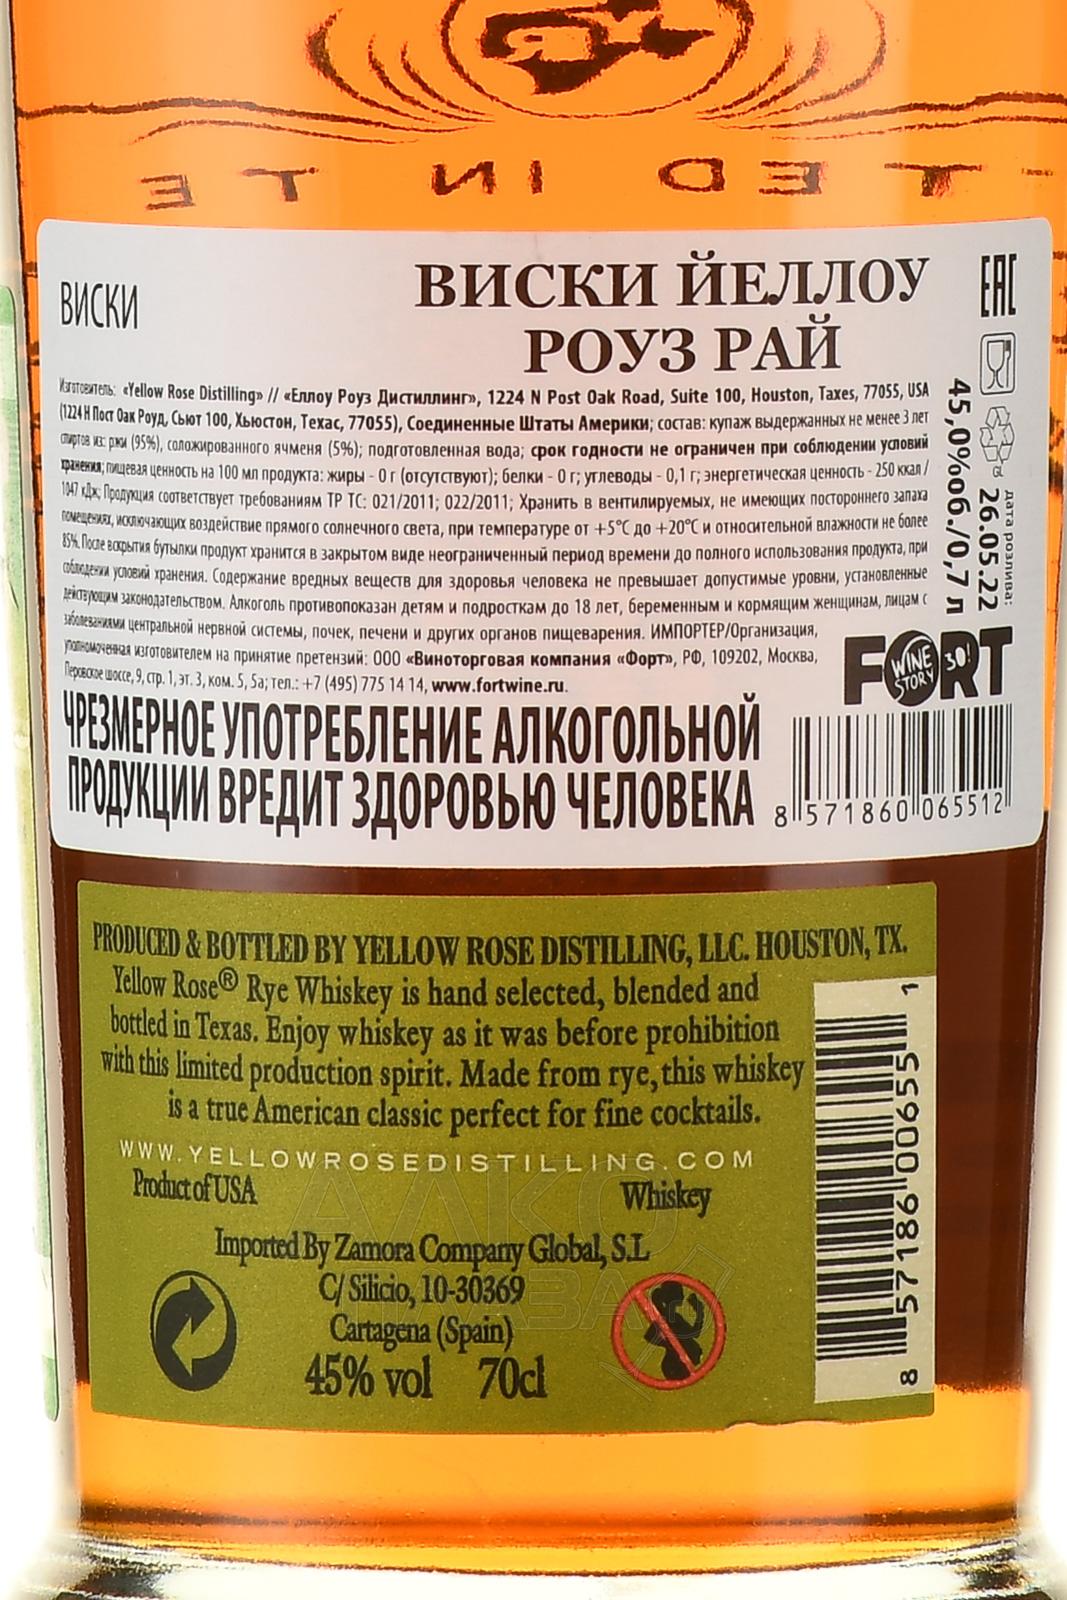 TED IN TE
ВИСКИ
ВИСКИ ЙЕЛЛОУ
РОУЗ РАЙ
EAC
Изготовитель: «Yellow Rose Distilling» // «Еллоу Роуз Дистиллинг», 1224 N Post Oak Road, Suite 100, Houston, Taxes, 77055, USA
(1224 Н Пост Оак Роуд, Сьют 100, Хьюстон, Техас, 77055), Соединенные Штаты Америки; состав: купаж выдержанных не менее 3 лет
спиртов из: ржи (95%), соложированного ячменя (5%); подготовленная вода; срок годности не ограничен при соблюдении условий
хранения; пищевая ценность на 100 мл продукта: жиры - 0 г (отсутствуют); белки - 0 г; углеводы - 0,1 г; энергетическая ценность - 250 ккал /
1047 кДж; Продукция соответствует требованиям ТР ТС: 021/2011; 022/2011; Хранить в вентилируемых, не имеющих постороннего запаха
помещениях, исключающих воздействие прямого солнечного света, при температуре от +5°С до +20°С и относительной влажности не более
85%. После вскрытия бутылки продукт хранится в закрытом виде неограниченный период времени до полного использования продукта, при
соблюдении условий хранения. Содержание вредных веществ для здоровья человека не превышает допустимые уровни, установленные
действующим законодательством. Алкоголь противопоказан детям и подросткам до 18 лет, беременным и кормящим женщинам, лицам с
заболеваниями центральной нервной системы, почек, печени и других органов пищеварения. ИМПОРТЕР/Организация,
уполномоченная изготовителем на принятие претензий: ООО «Виноторговая компания «Форт», РФ, 109202, Москва,
Перовское шоссе, 9, стр. 1, эт. 3, ком. 5, 5а; тел.: +7 (495) 775 14 14, www.fortwine.ru.
45,0%об./0,7 л
GL
дата розлива:
26.05.22
FORT
WINE
STORY
30!
ЧРЕЗМЕРНОЕ УПОТРЕБЛЕНИЕ АЛКОГОЛЬНОЙ
ПРОДУКЦИИ ВРЕДИТ ЗДОРОВЬЮ ЧЕЛОВЕКА
8 571860 065512
PRODUCED & BOTTLED BY YELLOW ROSE DISTILLING, LLC. HOUSTON, TX.
Yellow Rose® Rye Whiskey is hand selected, blended and
bottled in Texas. Enjoy whiskey as it was before prohibition
with this limited production spirit. Made from rye, this whiskey
is a true American classic perfect for fine cocktails.
WWW.YELLOWROSEDISTILLING.COM
Product of USA
Whiskey
Imported By Zamora Company Global, S.L
C/ Silicio, 10-30369
Cartagena (Spain)
45% vol 70cl
8 57186 00655 1
АЛКО
ПЛАЗА